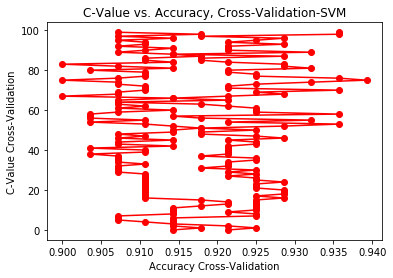 C-Value vs. Accuracy, Cross-Validation-SVM
100
80
60
40
20
0
C-Value Cross-Validation
0.900 0.905 0.910 0.915 0.920 0.925 0.930 0.935 0.940
Accuracy Cross-Validation